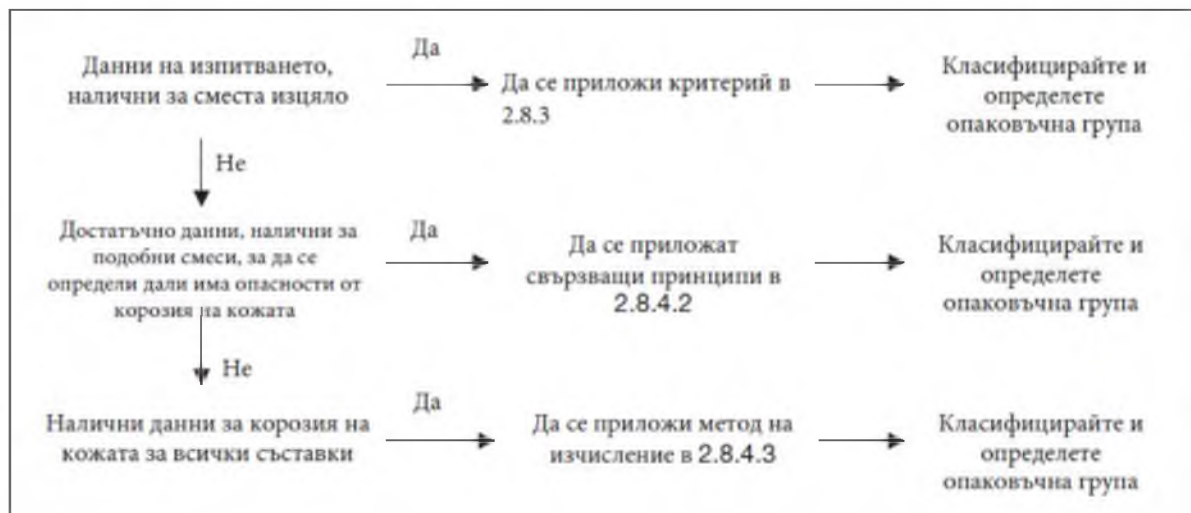 Данни на изпитването,
налични за сместа изцяло
Да
Да се приложи критерий в
2.8.3
Класифицирайте и
определете
опаковъчна група
Не
Достатъчно данни, налични за
подобни смеси, за да се
определи дали има опасности от
корозия на кожата
Да
Да се приложат
свързващи принципи в
2.8.4.2
Класифицирайте и
определете
опаковъчна група
Не
Налични данни за корозия на
кожата за всички съставки
Да
Да се приложи метод на
изчисление в 2.8.4.3
Класифицирайте и
определете
опаковъчна група